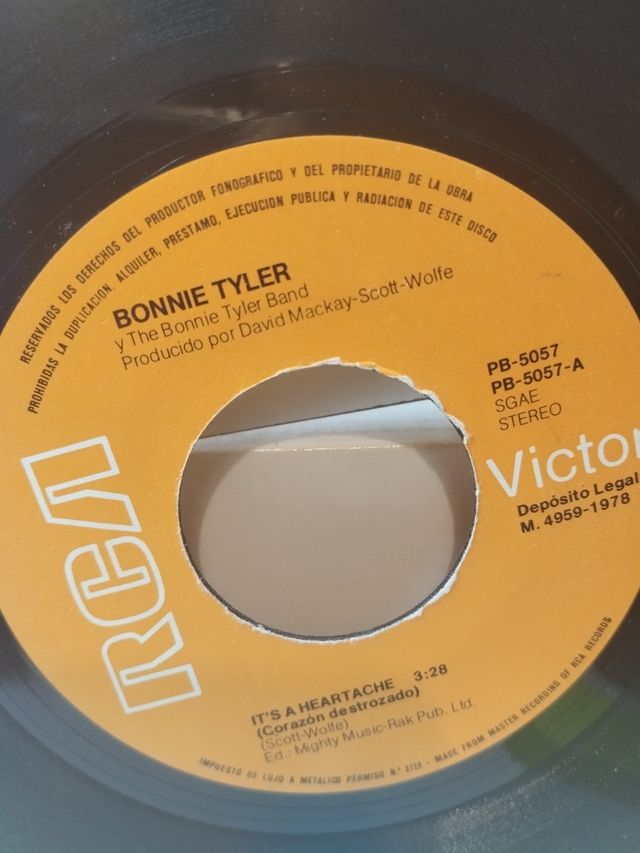 RESERVADOS LOS DERECHOS DEL PRODUCTOR FONOGRAFICO Y DEL PROPIETARIO DE LA OBRA
PROHIBIDAS LA DUPLICACION, ALQUILER, PRESTAMO, EJECUCION PUBLICA Y RADIACION DE ESTE DISCO
BONNIE TYLER
y The Bonnie Tyler Band
Producido por David Mackay-Scott-Wolfe
PB-5057
PB-5057-A
SGAE
STEREO
RCA
Victor
Depósito Legal
M. 4959-1978
IT'S A HEARTACHE 3:28
(Corazón destrozado)
(Scott-Wolfe)
Ed.: Mighty Music-Rak Pub. Ltd.
IMPUESTO DE LUJO A METALICO PERMISO N.º 3724 - MADE FROM MASTER RECORDING OF RCA RECORDS